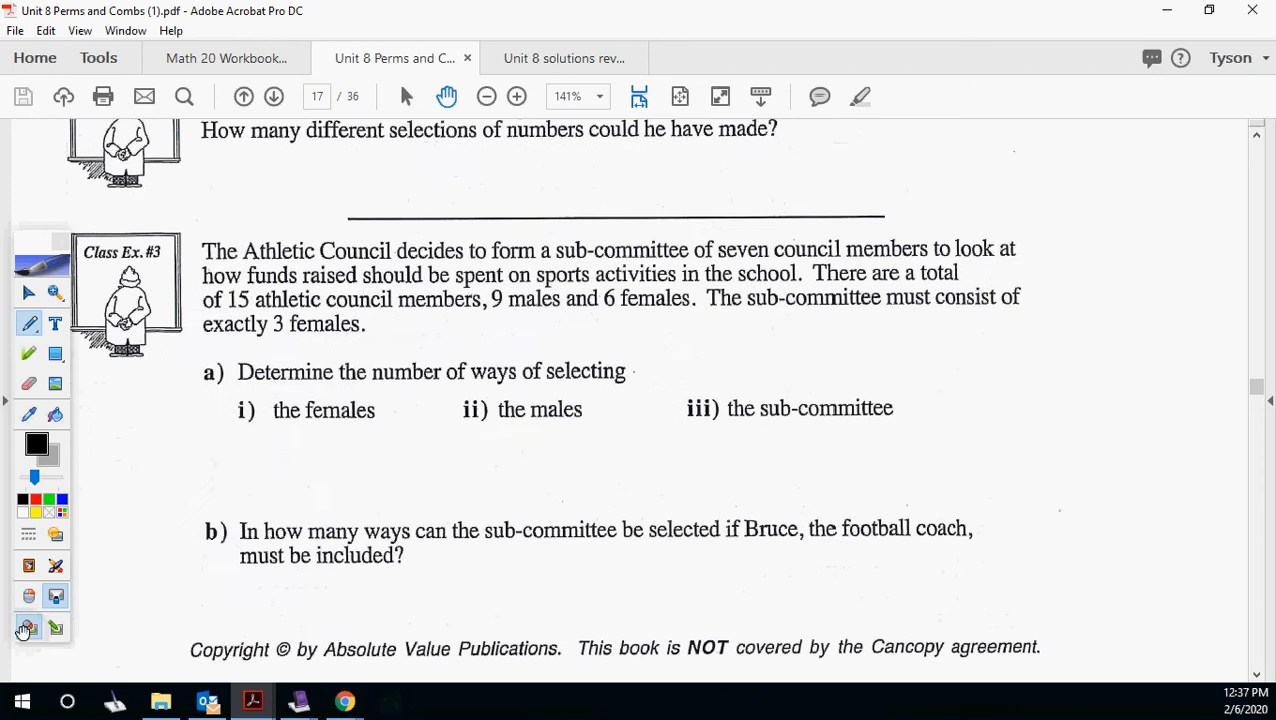 Unit 8 Perms and Combs (1).pdf - Adobe Acrobat Pro DC
File Edit View Window Help
Home Tools Math 20 Workbook... Unit 8 Perms and C... × Unit 8 solutions rev... Tyson
17 / 36 141%
How many different selections of numbers could he have made?
Class Ex. #3
The Athletic Council decides to form a sub-committee of seven council members to look at
how funds raised should be spent on sports activities in the school. There are a total
of 15 athletic council members, 9 males and 6 females. The sub-committee must consist of
exactly 3 females.
a) Determine the number of ways of selecting
i) the females ii) the males iii) the sub-committee
b) In how many ways can the sub-committee be selected if Bruce, the football coach,
must be included?
Copyright © by Absolute Value Publications. This book is NOT covered by the Cancopy agreement.
12:37 PM
2/6/2020